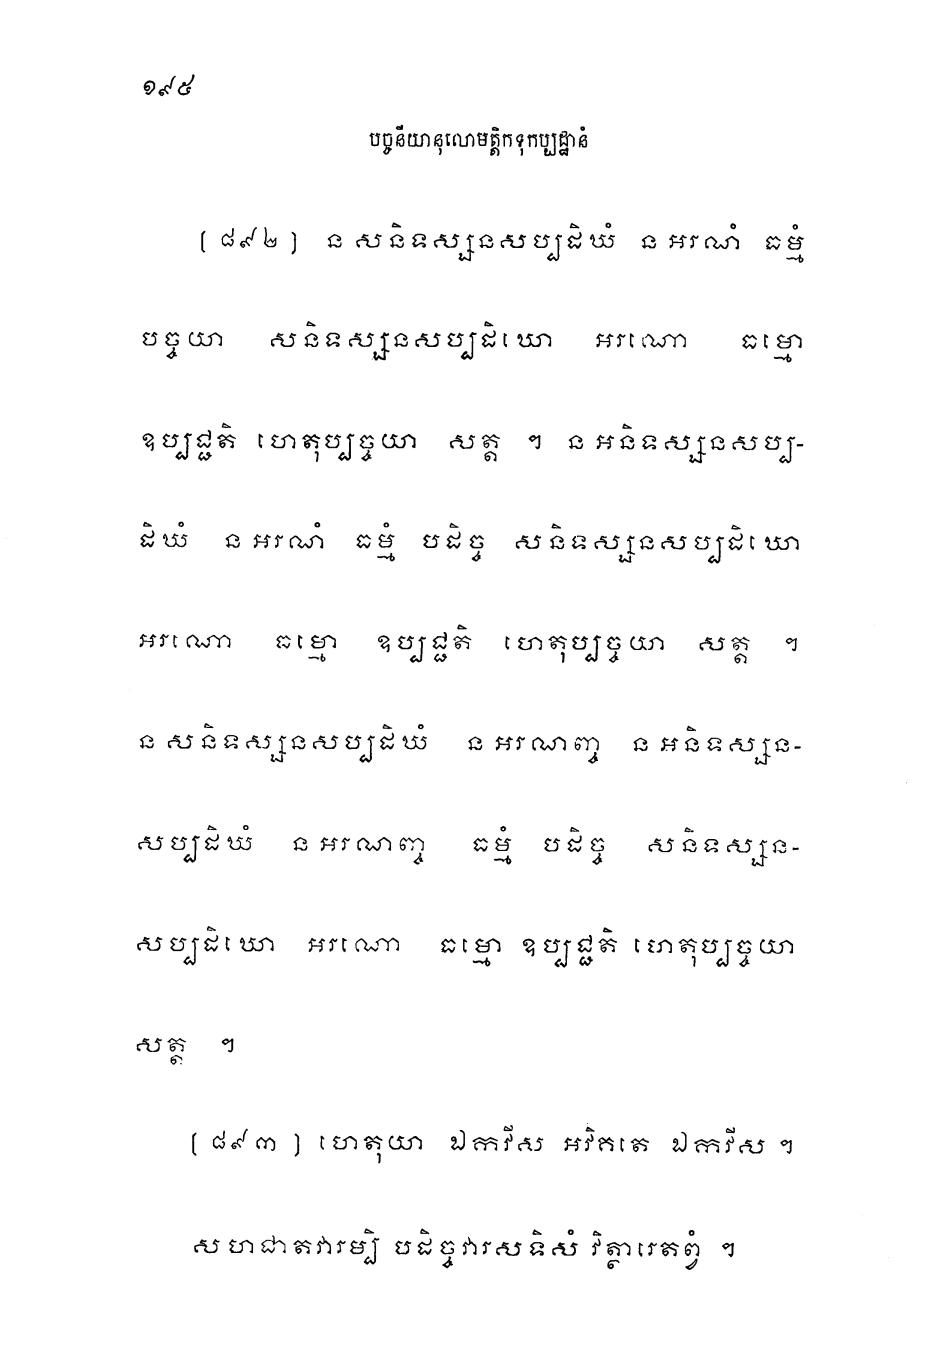 ១៩៥
បច្ចនីយានុលោមត្តិកទុកប្បដ្ឋានំ
[ ៨៩២ ] ន សនិទស្សនសប្បដិឃំ ន អរណំ ធម្មំ
បច្ចយា សនិទស្សនសប្បដិឃោ អរណោ ធម្មោ
ឧប្បជ្ជតិ ហេតុប្បច្ចយា សត្ត ។ ន អនិទស្សនសប្ប-
ដិឃំ ន អរណំ ធម្មំ បដិច្ច សនិទស្សនសប្បដិឃោ
អរណោ ធម្មោ ឧប្បជ្ជតិ ហេតុប្បច្ចយា សត្ត ។
ន សនិទស្សនសប្បដិឃំ ន អរណញ្ច ន អនិទស្សន-
សប្បដិឃំ ន អរណញ្ច ធម្មំ បដិច្ច សនិទស្សន-
សប្បដិឃោ អរណោ ធម្មោ ឧប្បជ្ជតិ ហេតុប្បច្ចយា
សត្ត ។
[ ៨៩៣ ] ហេតុយា ឯកវីស អវិគតេ ឯកវីស ។
សហជាតវារម្បិ បដិច្ចវារសទិសំ វិត្ថារេតព្វំ ។